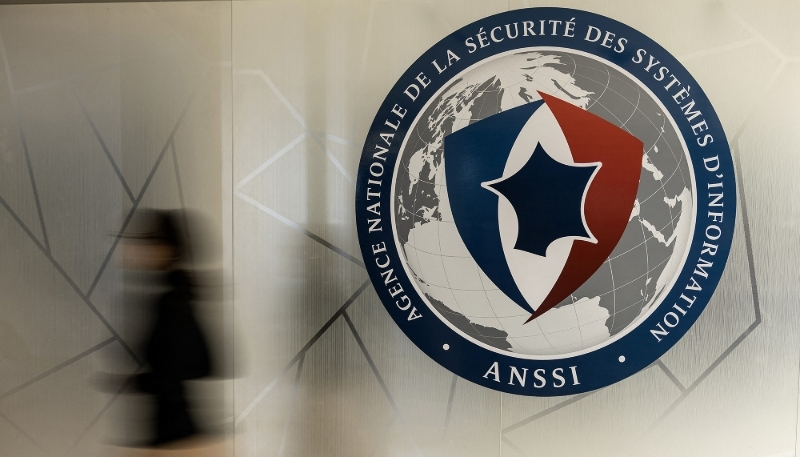 AGENCE NATIONALE DE LA SÉCURITÉ DES SYSTÈMES D'INFORMATION
ANSSI